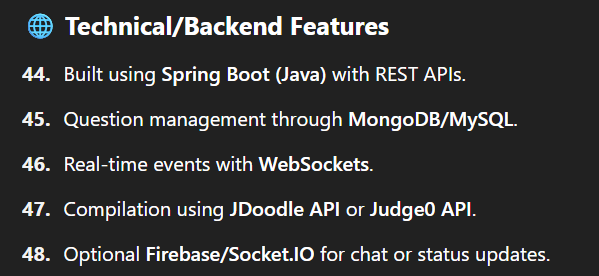 🌐 Technical/Backend Features
44. Built using Spring Boot (Java) with REST APIs.
45. Question management through MongoDB/MySQL.
46. Real-time events with WebSockets.
47. Compilation using JDoodle API or Judge0 API.
48. Optional Firebase/Socket.IO for chat or status updates.